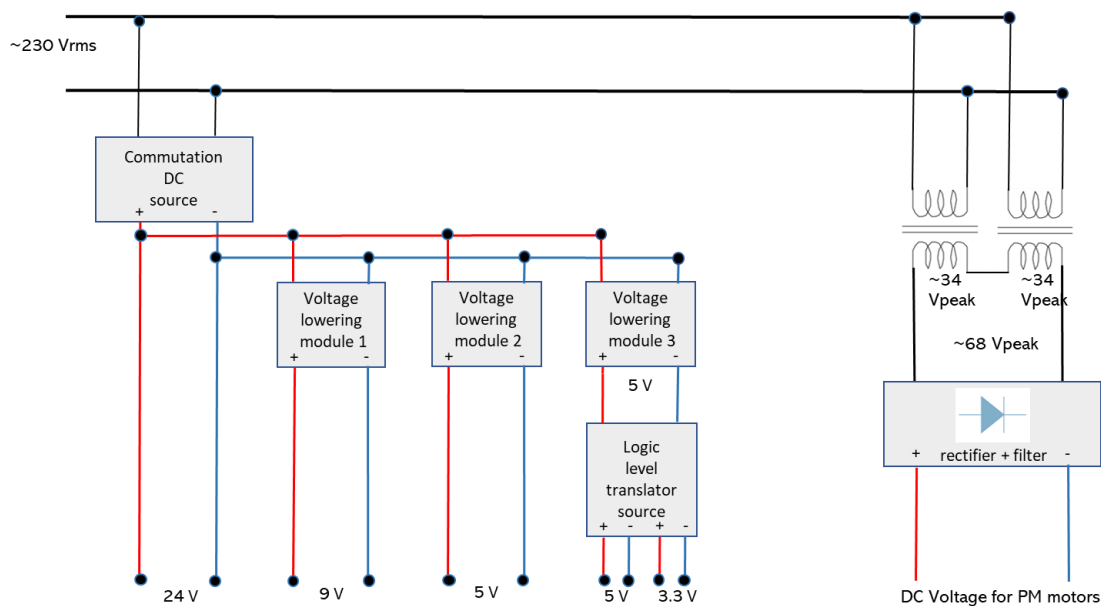 ~230 Vrms
Commutation
DC
source
+ -
Voltage
lowering
module 1
+ -
Voltage
lowering
module 2
+ -
Voltage
lowering
module 3
+ -
5 V
Logic
level
translator
source
+ - + -
24 V
9 V
5 V
5 V
3.3 V
~34
Vpeak
~34
Vpeak
~68 Vpeak
+ rectifier + filter -
DC Voltage for PM motors